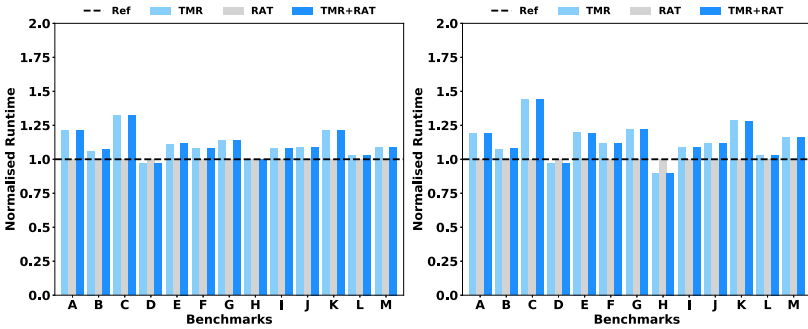 Ref TMR RAT TMR+RAT
2.0
1.75
1.5
1.25
1.0
0.75
0.5
0.25
0.0
Normalised Runtime
A B C D E F G H I J K L M
Benchmarks
Ref TMR RAT TMR+RAT
2.0
1.75
1.5
1.25
1.0
0.75
0.5
0.25
0.0
Normalised Runtime
A B C D E F G H I J K L M
Benchmarks